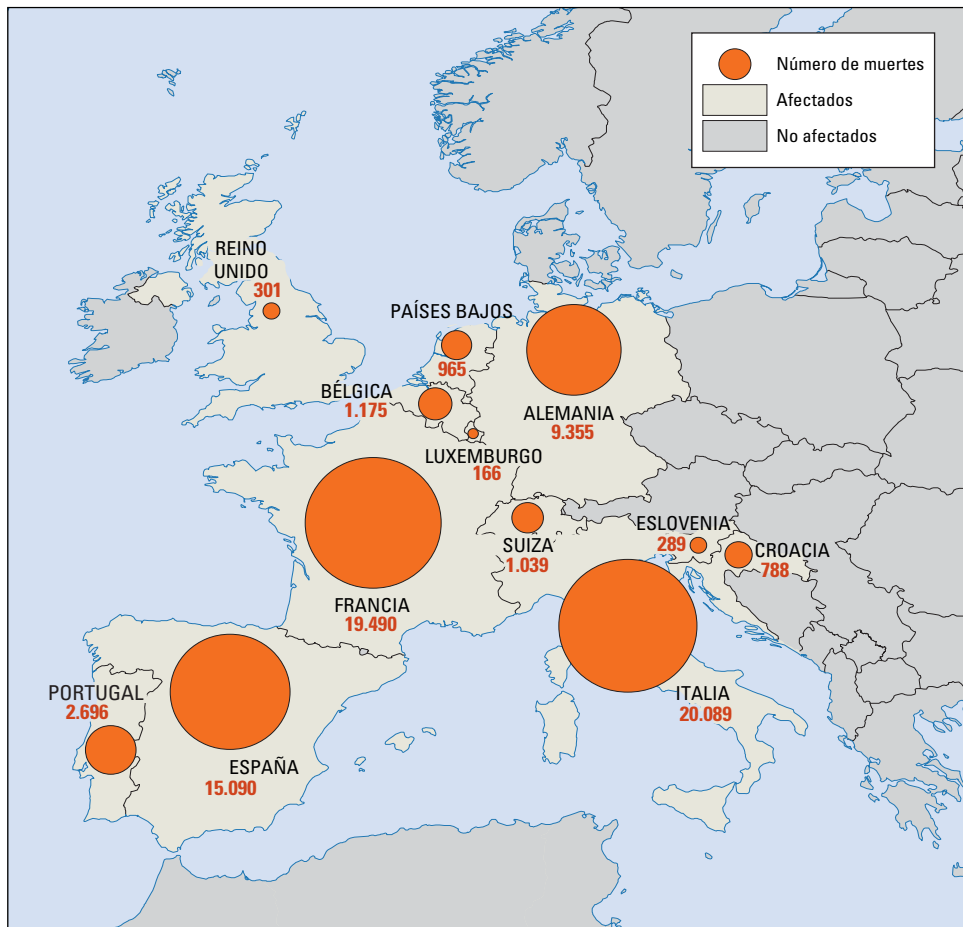 Número de muertes
Afectados
No afectados
REINO
UNIDO
301
PAÍSES BAJOS
965
BÉLGICA
1.175
ALEMANIA
9.355
LUXEMBURGO
166
SUIZA
1.039
ESLOVENIA
289
CROACIA
788
FRANCIA
19.490
PORTUGAL
2.696
ITALIA
20.089
ESPAÑA
15.090